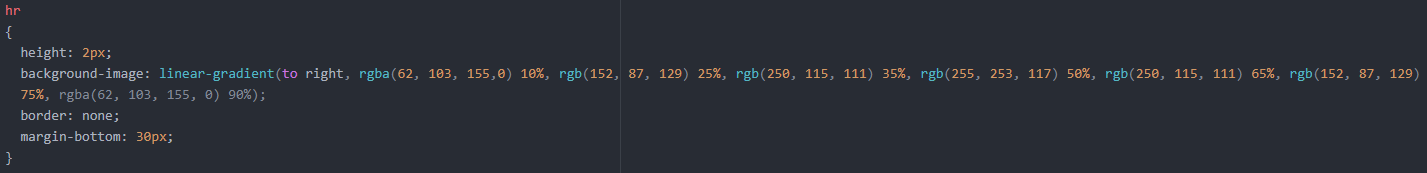 hr
{
  height: 2px;
  background-image: linear-gradient(to right, rgba(62, 103, 155,0) 10%, rgb(152, 87, 129) 25%, rgb(250, 115, 111) 35%, rgb(255, 253, 117) 50%, rgb(250, 115, 111) 65%, rgb(152, 87, 129)
  75%, rgba(62, 103, 155, 0) 90%);
  border: none;
  margin-bottom: 30px;
}